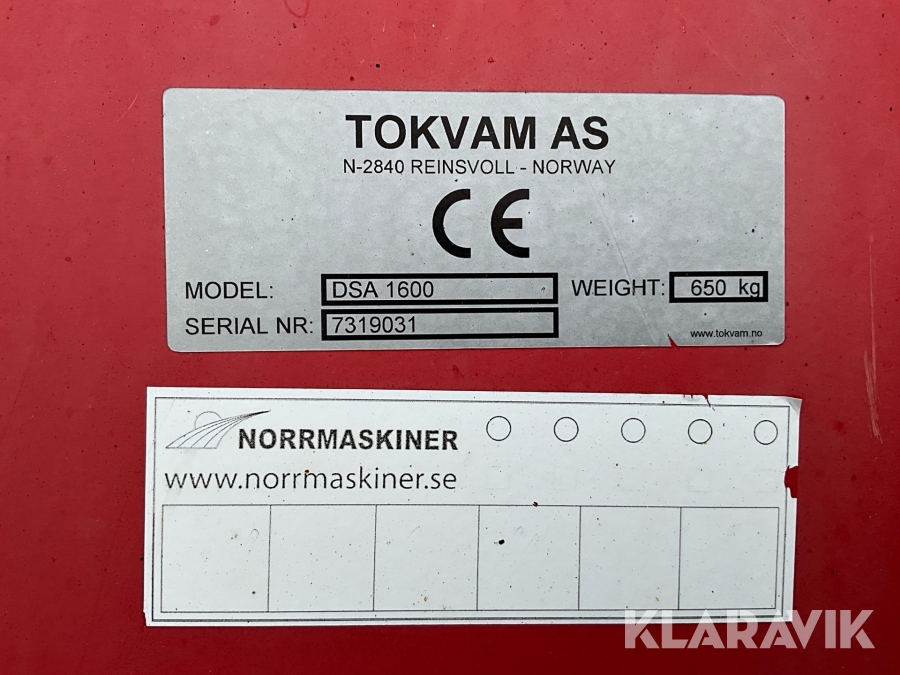 TOKVAM AS
N-2840 REINSVOLL - NORWAY
CE
MODEL: DSA 1600 WEIGHT: 650 kg
SERIAL NR: 7319031
www.tokvam.no
NORRMASKINER
www.norrmaskiner.se
KLARAVIK